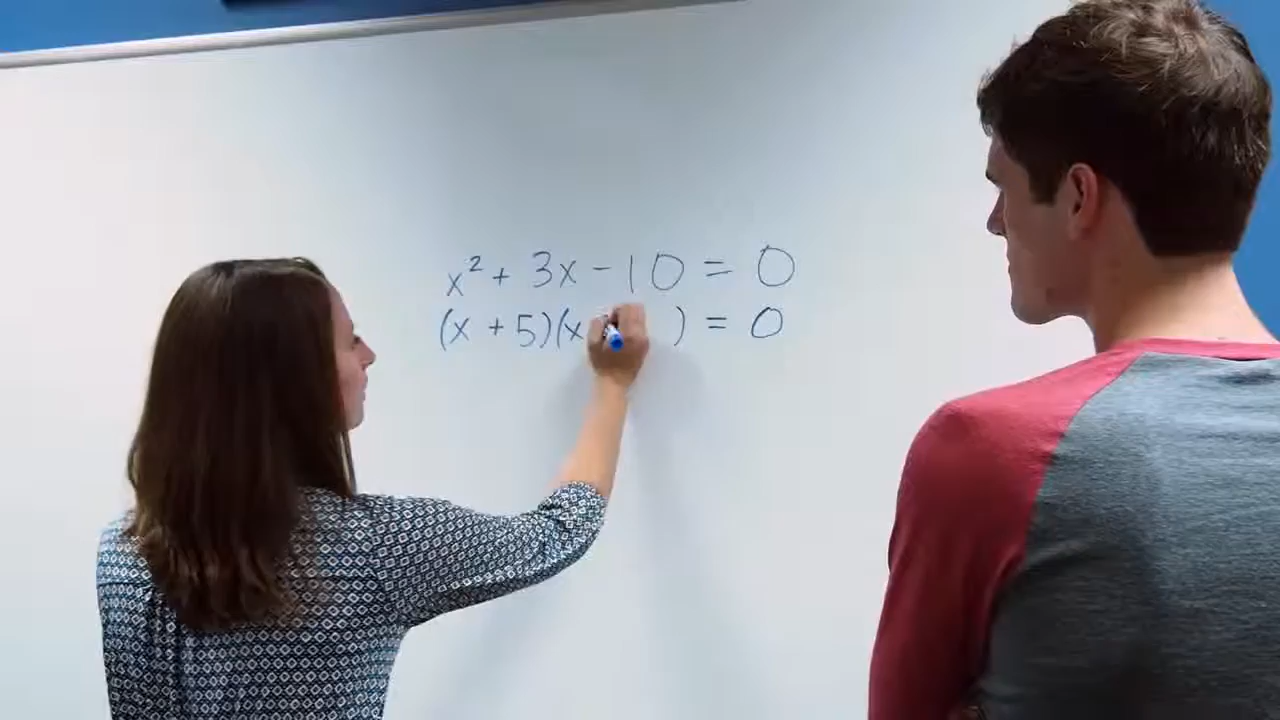 x² + 3x - 10 = 0
(x + 5)(x ) = 0